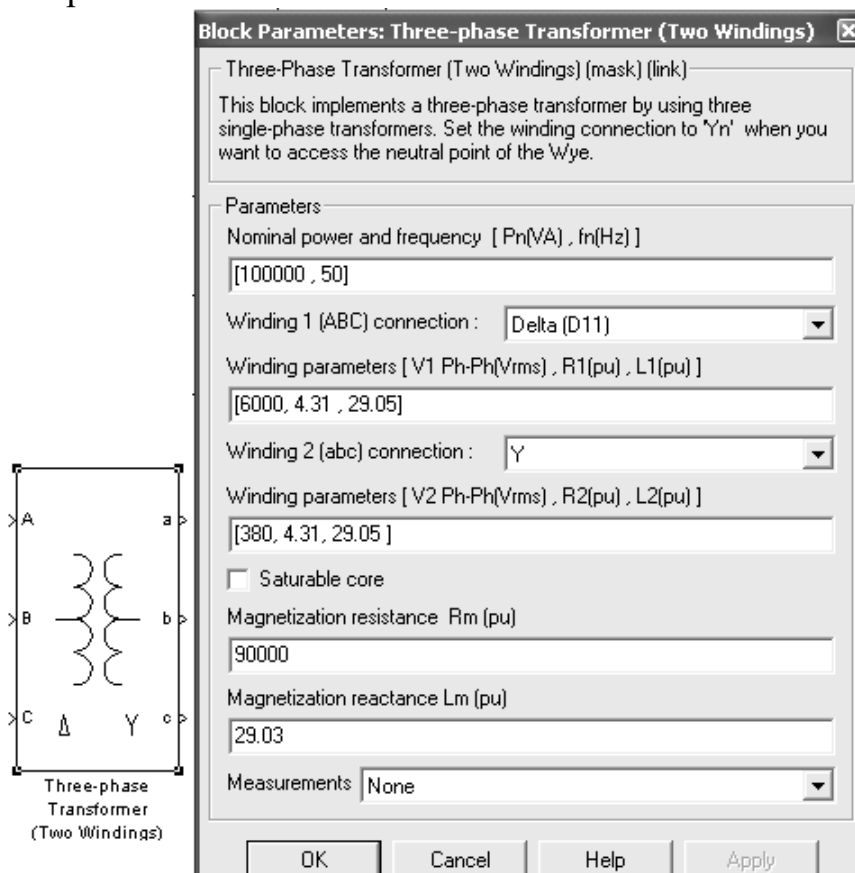 Block Parameters: Three-phase Transformer (Two Windings)
Three-Phase Transformer (Two Windings) (mask) (link)
This block implements a three-phase transformer by using three
single-phase transformers. Set the winding connection to 'Yn' when you
want to access the neutral point of the Wye.
Parameters
Nominal power and frequency [ Pn(VA) , fn(Hz) ]
[100000 , 50]
Winding 1 (ABC) connection : Delta (D11)
Winding parameters [ V1 Ph-Ph(Vrms) , R1(pu) , L1(pu) ]
[6000, 4.31 , 29.05]
Winding 2 (abc) connection : Y
Winding parameters [ V2 Ph-Ph(Vrms) , R2(pu) , L2(pu) ]
[380, 4.31, 29.05 ]
Saturable core
Magnetization resistance Rm (pu)
90000
Magnetization reactance Lm (pu)
29.03
Measurements None
OK Cancel Help Apply
A a
B b
C Δ Y c
Three-phase
Transformer
(Two Windings)